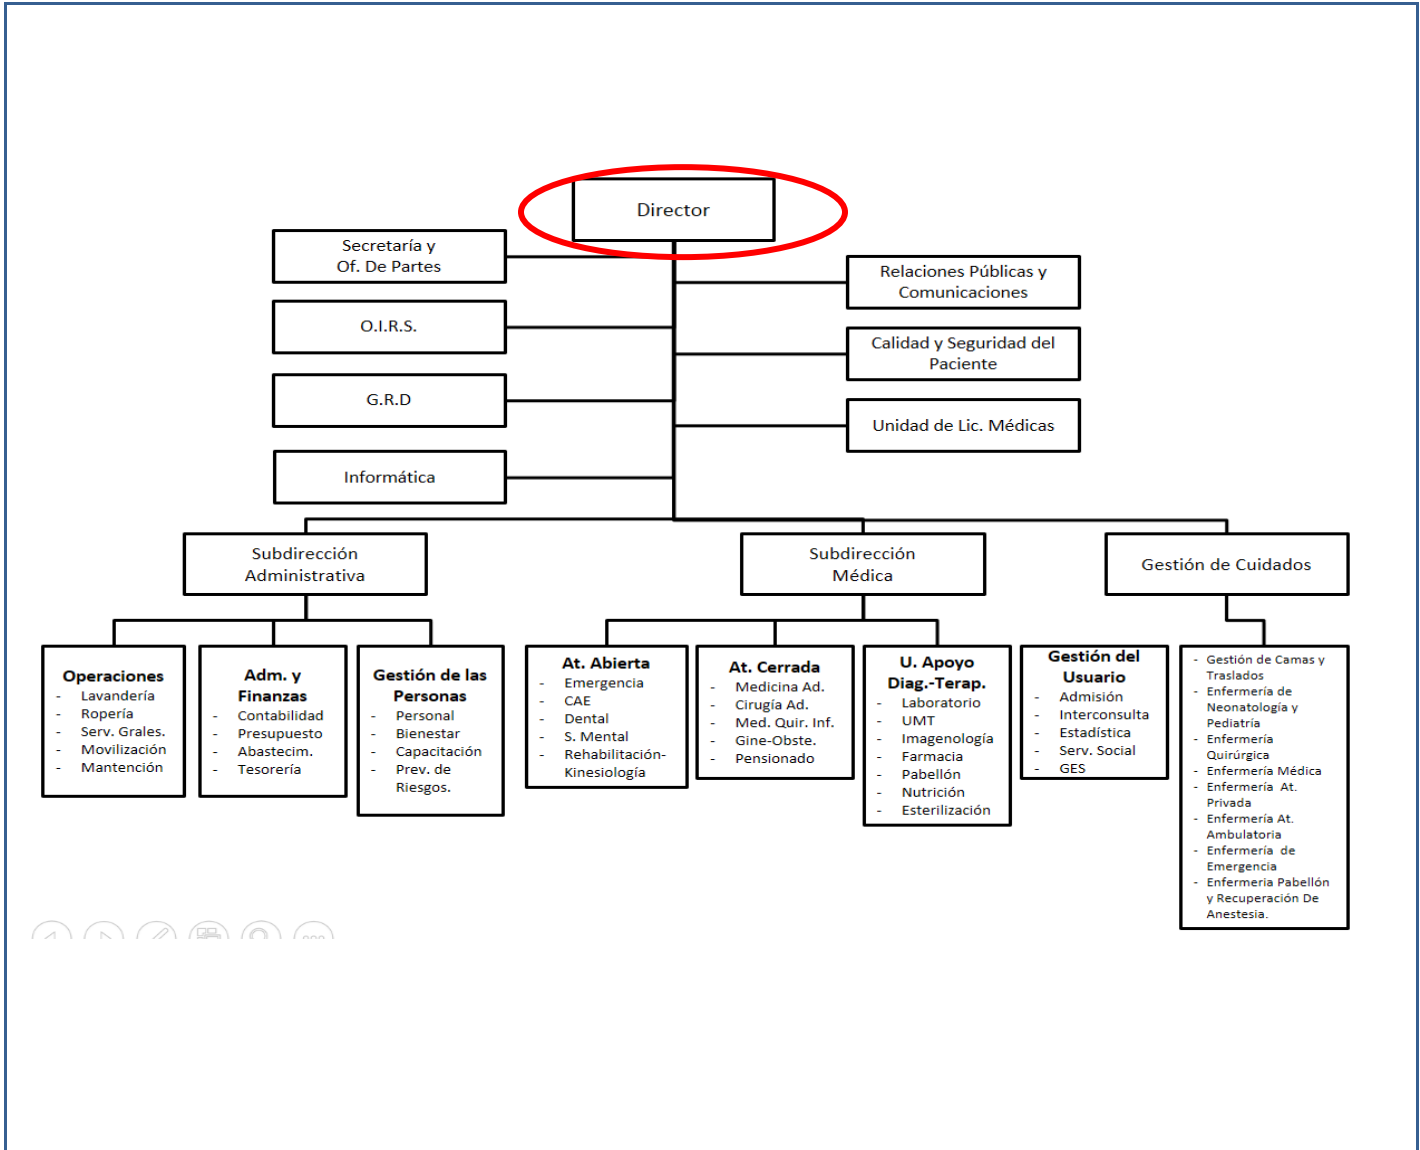 Director
Secretaría y
Of. De Partes
Relaciones Públicas y
Comunicaciones
O.I.R.S.
Calidad y Seguridad del
Paciente
G.R.D
Unidad de Lic. Médicas
Informática
Subdirección
Administrativa
Subdirección
Médica
Gestión de Cuidados
Operaciones
- Lavandería
- Ropería
- Serv. Grales.
- Movilización
- Mantención
Adm. y
Finanzas
- Contabilidad
- Presupuesto
- Abastecim.
- Tesorería
Gestión de las
Personas
- Personal
- Bienestar
- Capacitación
- Prev. de
Riesgos.
At. Abierta
- Emergencia
- CAE
- Dental
- S. Mental
- Rehabilitación-
Kinesiología
At. Cerrada
- Medicina Ad.
- Cirugía Ad.
- Med. Quir. Inf.
- Gine-Obste.
- Pensionado
U. Apoyo
Diag.-Terap.
- Laboratorio
- UMT
- Imagenología
- Farmacia
- Pabellón
- Nutrición
- Esterilización
Gestión del
Usuario
- Admisión
- Interconsulta
- Estadística
- Serv. Social
- GES
- Gestión de Camas y
Traslados
- Enfermería de
Neonatología y
Pediatría
- Enfermería
Quirúrgica
- Enfermería Médica
- Enfermería At.
Privada
- Enfermería At.
Ambulatoria
- Enfermería de
Emergencia
- Enfermeria Pabellón
y Recuperación De
Anestesia.